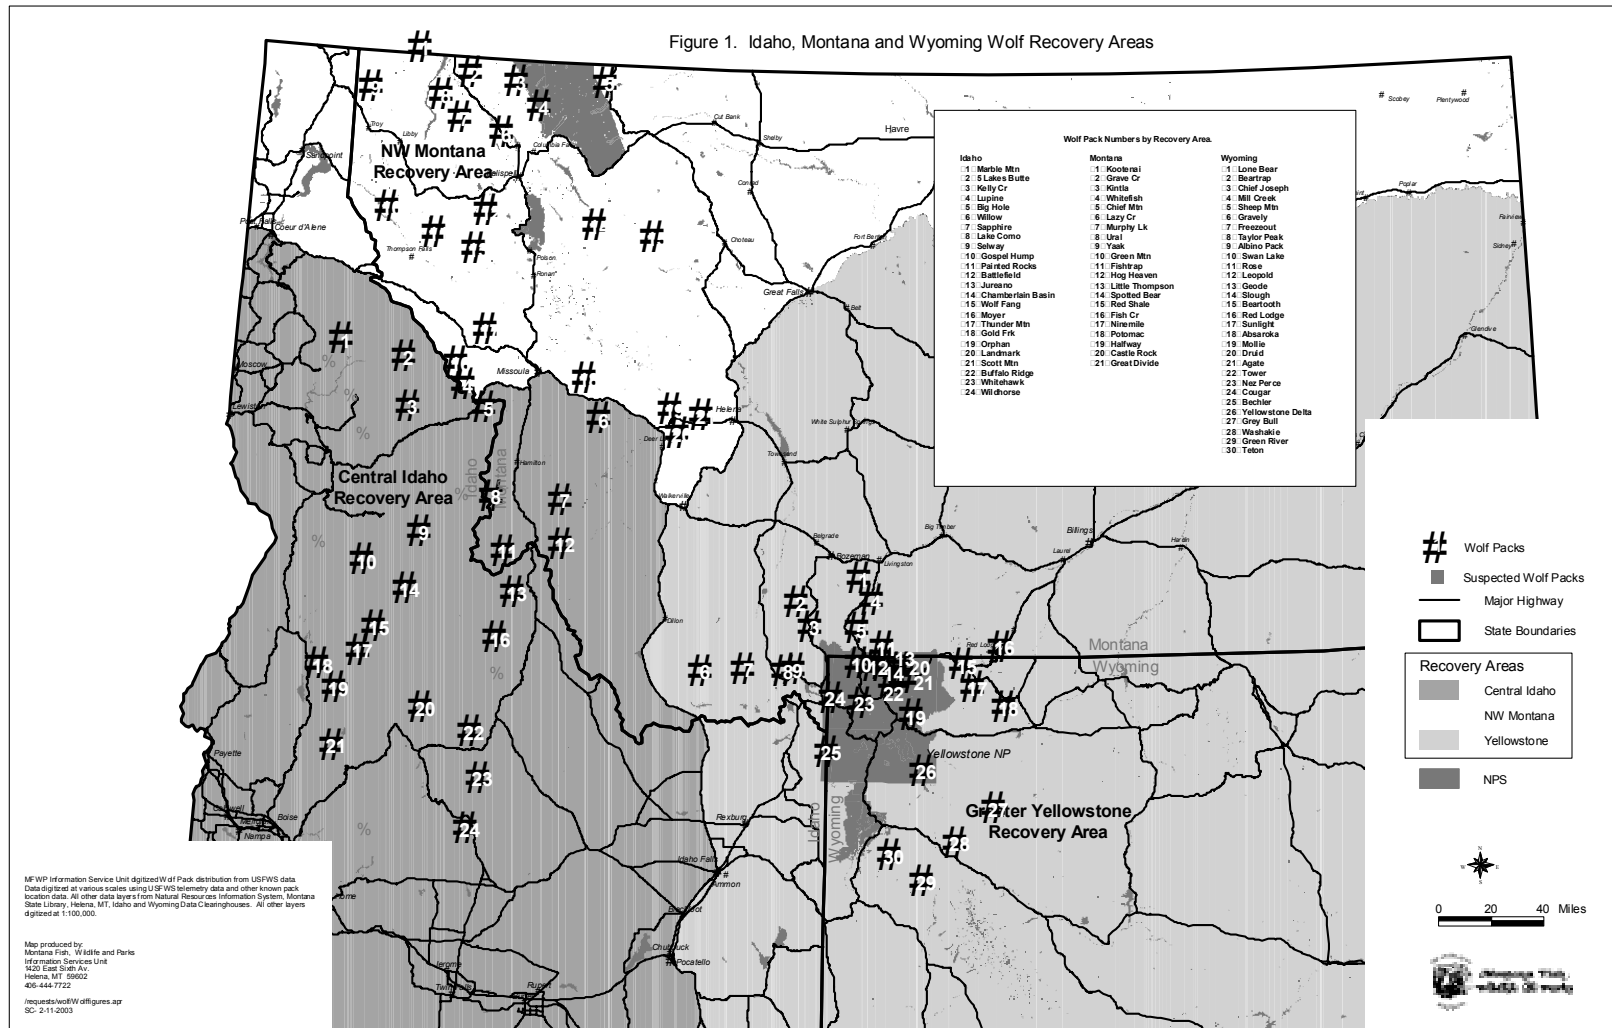 Figure 1. Idaho, Montana and Wyoming Wolf Recovery Areas
Wolf Pack Numbers by Recovery Area.
Idaho
1 Marble Mtn
2 5 Lakes Butte
3 Kelly Cr
4 Lupine
5 Big Hole
6 Willow
7 Sapphire
8 Lake Como
9 Selway
10 Gospel Hump
11 Painted Rocks
12 Battlefield
13 Jureano
14 Chamberlain Basin
15 Wolf Fang
16 Moyer
17 Thunder Mtn
18 Gold Frk
19 Orphan
20 Landmark
21 Scott Mtn
22 Buffalo Ridge
23 Whitehawk
24 Wildhorse
Montana
1 Kootenai
2 Grave Cr
3 Kintla
4 Whitefish
5 Chief Mtn
6 Lazy Cr
7 Murphy Lk
8 Ural
9 Yaak
10 Green Mtn
11 Fishtrap
12 Hog Heaven
13 Little Thompson
14 Spotted Bear
15 Red Shale
16 Fish Cr
17 Ninemile
18 Potomac
19 Halfway
20 Castle Rock
21 Great Divide
Wyoming
1 Lone Bear
2 Beartrap
3 Chief Joseph
4 Mill Creek
5 Sheep Mtn
6 Gravely
7 Freezeout
8 Taylor Peak
9 Albino Pack
10 Swan Lake
11 Rose
12 Leopold
13 Geode
14 Slough
15 Beartooth
16 Red Lodge
17 Sunlight
18 Absaroka
19 Mollie
20 Druid
21 Agate
22 Tower
23 Nez Perce
24 Cougar
25 Bechler
26 Yellowstone Delta
27 Grey Bull
28 Washakie
29 Green River
30 Teton
NW Montana
Recovery Area
Central Idaho
Recovery Area
Greater Yellowstone
Recovery Area
Yellowstone NP
Idaho
Montana
Montana
Wyoming
Idaho
Wyoming
Troy
Libby
Sandpoint
Columbia Falls
Cut Bank
Shelby
Havre
Scobey
Plentywood
Conrad
Poplar
Fairview
Sidney
Coeur d'Alene
Thompson Falls
Polson
Ronan
Choteau
Fort Benton
Great Falls
Belt
Glendive
Moscow
Lewiston
Missoula
Helena
White Sulphur Springs
Townsend
Hamilton
Walkerville
Belgrade
Bozeman
Livingston
Big Timber
Billings
Laurel
Hardin
Dillon
Red Lodge
Payette
Boise
Nampa
Rexburg
Idaho Falls
Ammon
Blackfoot
Chubbuck
Pocatello
Jerome
Twin Falls
Rupert
Home
Wolf Packs
Suspected Wolf Packs
Major Highway
State Boundaries
Recovery Areas
Central Idaho
NW Montana
Yellowstone
NPS
N
W E
S
0 20 40 Miles
MFWP Information Service Unit digitized Wolf Pack distribution from USFWS data.
Data digitized at various scales using USFWS telemetry data and other known pack
location data. All other data layers from Natural Resources Information System, Montana
State Library, Helena, MT, Idaho and Wyoming Data Clearinghouses. All other layers
digitized at 1:100,000.
Map produced by:
Montana Fish, Wildlife and Parks
Information Services Unit
1420 East Sixth Av.
Helena, MT 59602
406-444-7722
/requests/wolf/Wolffigures.apr
SC- 2-11-2003